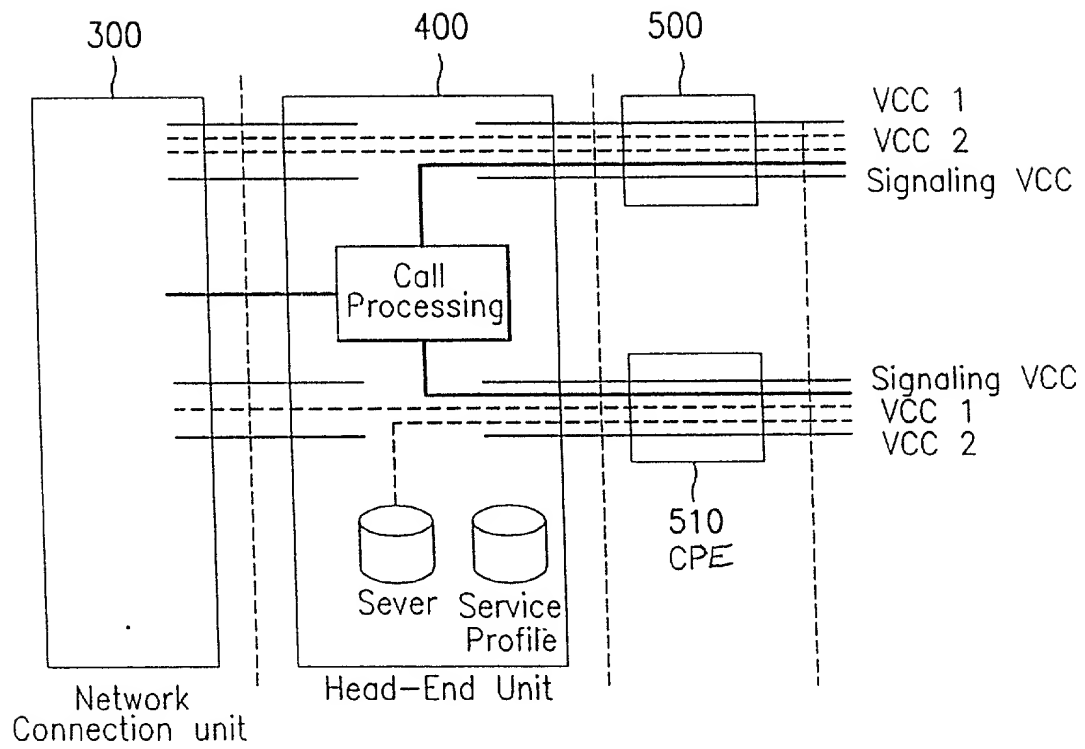 300
400
500
VCC 1
VCC 2
Signaling VCC
Call
Processing
Signaling VCC
VCC 1
VCC 2
510
CPE
Sever
Service
Profile
Head-End Unit
Network
Connection unit